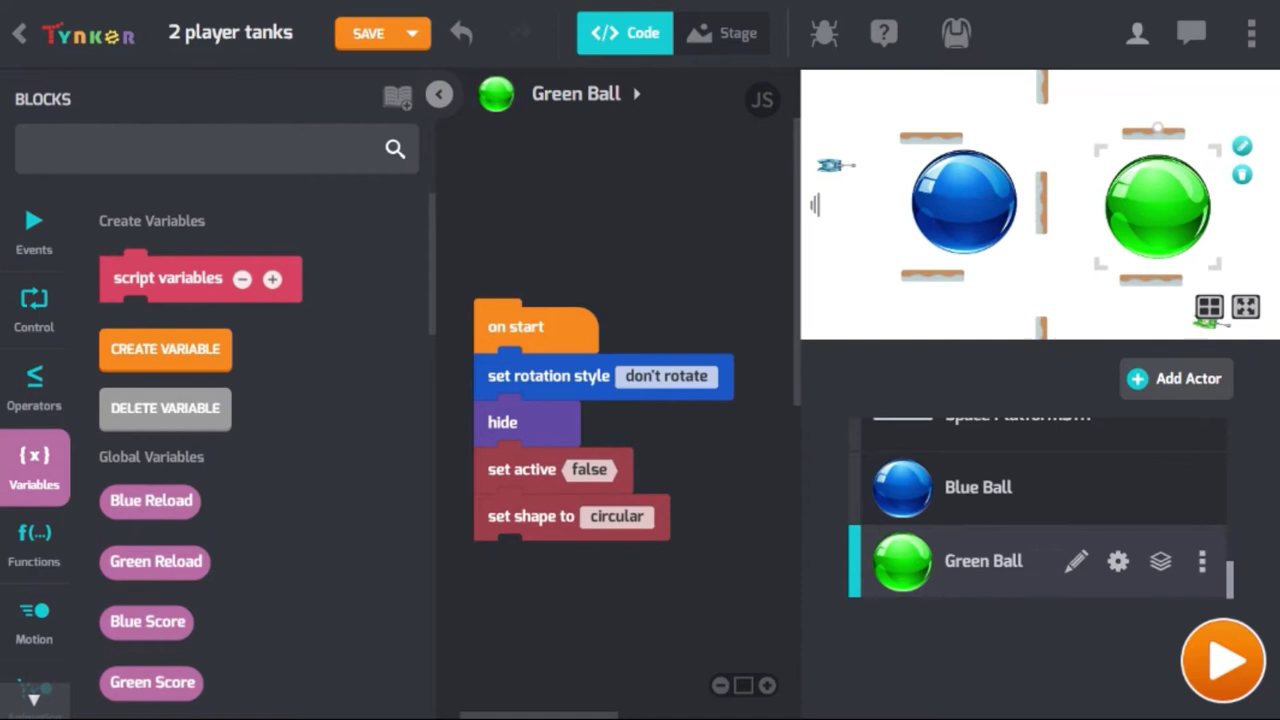 TYNKER
2 player tanks
SAVE
</> Code
Stage
BLOCKS
Green Ball
JS
Create Variables
script variables
CREATE VARIABLE
DELETE VARIABLE
Global Variables
Blue Reload
Green Reload
Blue Score
Green Score
Events
Control
Operators
{ x }
Variables
f(...)
Functions
Motion
on start
set rotation style don't rotate
hide
set active false
set shape to circular
Add Actor
Blue Ball
Green Ball